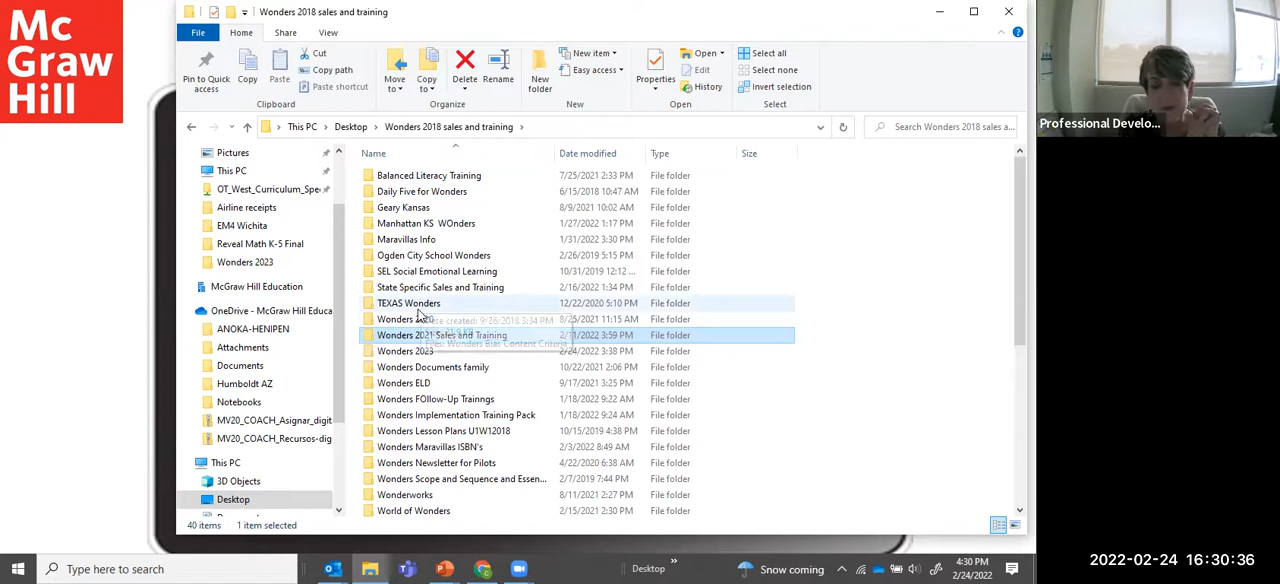 Mc
Graw
Hill
Wonders 2018 sales and training
File
Home
Share
View
Pin to Quick
access
Copy
Paste
Cut
Copy path
Paste shortcut
Clipboard
Move
to
Copy
to
Delete
Rename
Organize
New
folder
New item
Easy access
New
Properties
Open
Edit
History
Open
Select all
Select none
Invert selection
Select
This PC
Desktop
Wonders 2018 sales and training
Search Wonders 2018 sales a...
Pictures
This PC
OT_West_Curriculum_Spe
Airline receipts
EM4 Wichita
Reveal Math K-5 Final
Wonders 2023
McGraw Hill Education
OneDrive - McGraw Hill Educa
ANOKA-HENIPEN
Attachments
Documents
Humboldt AZ
Notebooks
MV20_COACH_Asignar_digit
MV20_COACH_Recursos-dig
This PC
3D Objects
Desktop
Name Date modified Type Size
Balanced Literacy Training 7/25/2021 2:33 PM File folder
Daily Five for Wonders 6/15/2018 10:47 AM File folder
Geary Kansas 8/9/2021 10:02 AM File folder
Manhattan KS WOnders 1/27/2022 1:17 PM File folder
Maravillas Info 1/31/2022 3:30 PM File folder
Ogden City School Wonders 2/26/2019 5:15 PM File folder
SEL Social Emotional Learning 10/31/2019 12:12 ... File folder
State Specific Sales and Training 2/16/2022 1:34 PM File folder
TEXAS Wonders 12/22/2020 5:10 PM File folder
Wonders 2020 8/25/2021 11:15 AM File folder
Date created: 9/26/2018 3:34 PM
Wonders 2021 Sales and Training 2/11/2022 3:59 PM File folder
Files: Wonders Bias Content Criteria
Wonders 2023 2/24/2022 3:38 PM File folder
Wonders Documents family 10/22/2021 2:06 PM File folder
Wonders ELD 9/17/2021 3:25 PM File folder
Wonders FOllow-Up Trainngs 1/18/2022 9:22 AM File folder
Wonders Implementation Training Pack 1/18/2022 9:24 AM File folder
Wonders Lesson Plans U1W12018 10/15/2019 4:38 PM File folder
Wonders Maravillas ISBN's 2/3/2022 8:49 AM File folder
Wonders Newsletter for Pilots 4/22/2020 6:38 AM File folder
Wonders Scope and Sequence and Essen... 2/7/2019 7:44 PM File folder
Wonderworks 8/11/2021 2:27 PM File folder
World of Wonders 2/15/2021 2:30 PM File folder
40 items 1 item selected
Professional Develo...
Type here to search
Desktop
Snow coming
4:30 PM
2/24/2022
2022-02-24 16:30:36